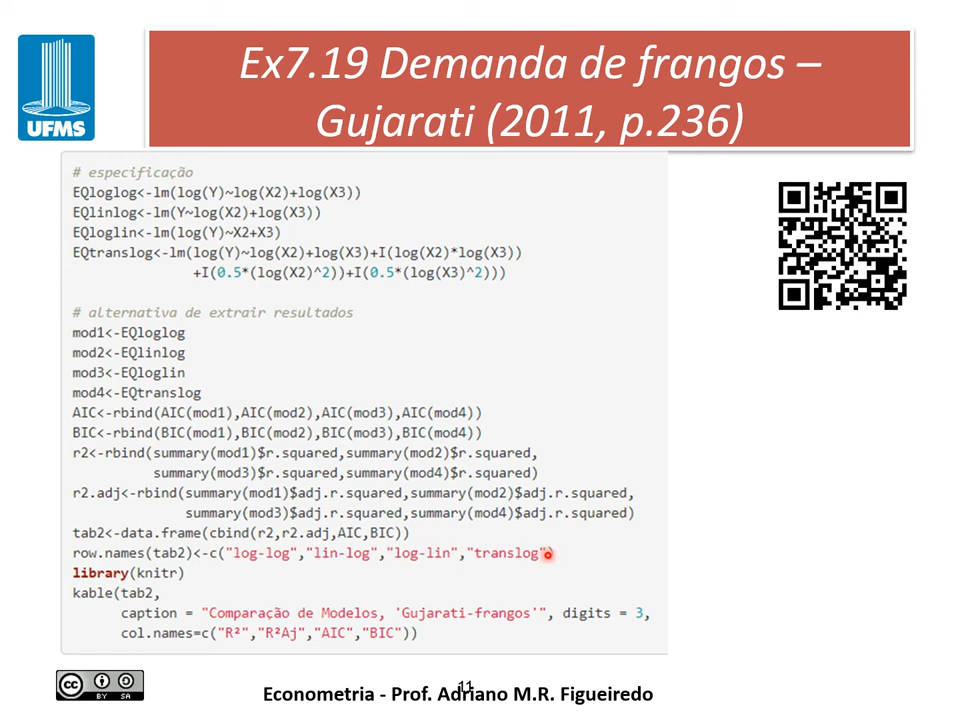 Ex7.19 Demanda de frangos –
Gujarati (2011, p.236)
UFMS
# especificação
EQloglog<-lm(log(Y)~log(X2)+log(X3))
EQlinlog<-lm(Y~log(X2)+log(X3))
EQloglin<-lm(log(Y)~X2+X3)
EQtranslog<-lm(log(Y)~log(X2)+log(X3)+I(log(X2)*log(X3))
+I(0.5*(log(X2)^2))+I(0.5*(log(X3)^2)))
# alternativa de extrair resultados
mod1<-EQloglog
mod2<-EQlinlog
mod3<-EQloglin
mod4<-EQtranslog
AIC<-rbind(AIC(mod1),AIC(mod2),AIC(mod3),AIC(mod4))
BIC<-rbind(BIC(mod1),BIC(mod2),BIC(mod3),BIC(mod4))
r2<-rbind(summary(mod1)$r.squared,summary(mod2)$r.squared,
summary(mod3)$r.squared,summary(mod4)$r.squared)
r2.adj<-rbind(summary(mod1)$adj.r.squared,summary(mod2)$adj.r.squared,
summary(mod3)$adj.r.squared,summary(mod4)$adj.r.squared)
tab2<-data.frame(cbind(r2,r2.adj,AIC,BIC))
row.names(tab2)<-c("log-log","lin-log","log-lin","translog")
library(knitr)
kable(tab2,
caption = "Comparação de Modelos, 'Gujarati-frangos'", digits = 3,
col.names=c("R²","R²Aj","AIC","BIC"))
cc BY SA
11
Econometria - Prof. Adriano M.R. Figueiredo